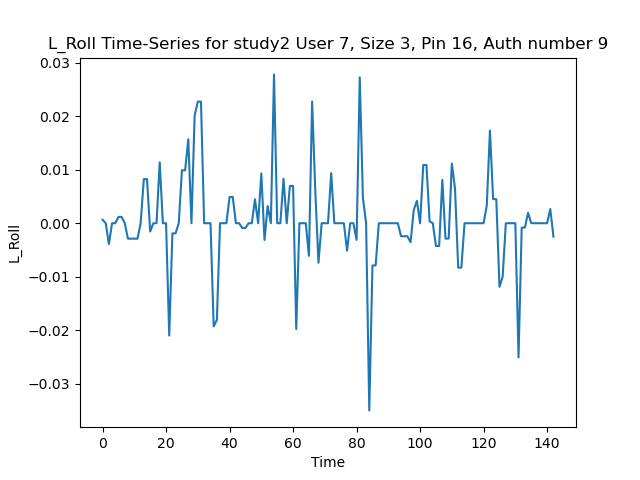 L_Roll Time-Series for study2 User 7, Size 3, Pin 16, Auth number 9
0.03
0.02
0.01
0.00
−0.01
−0.02
−0.03
L_Roll
0 20 40 60 80 100 120 140
Time